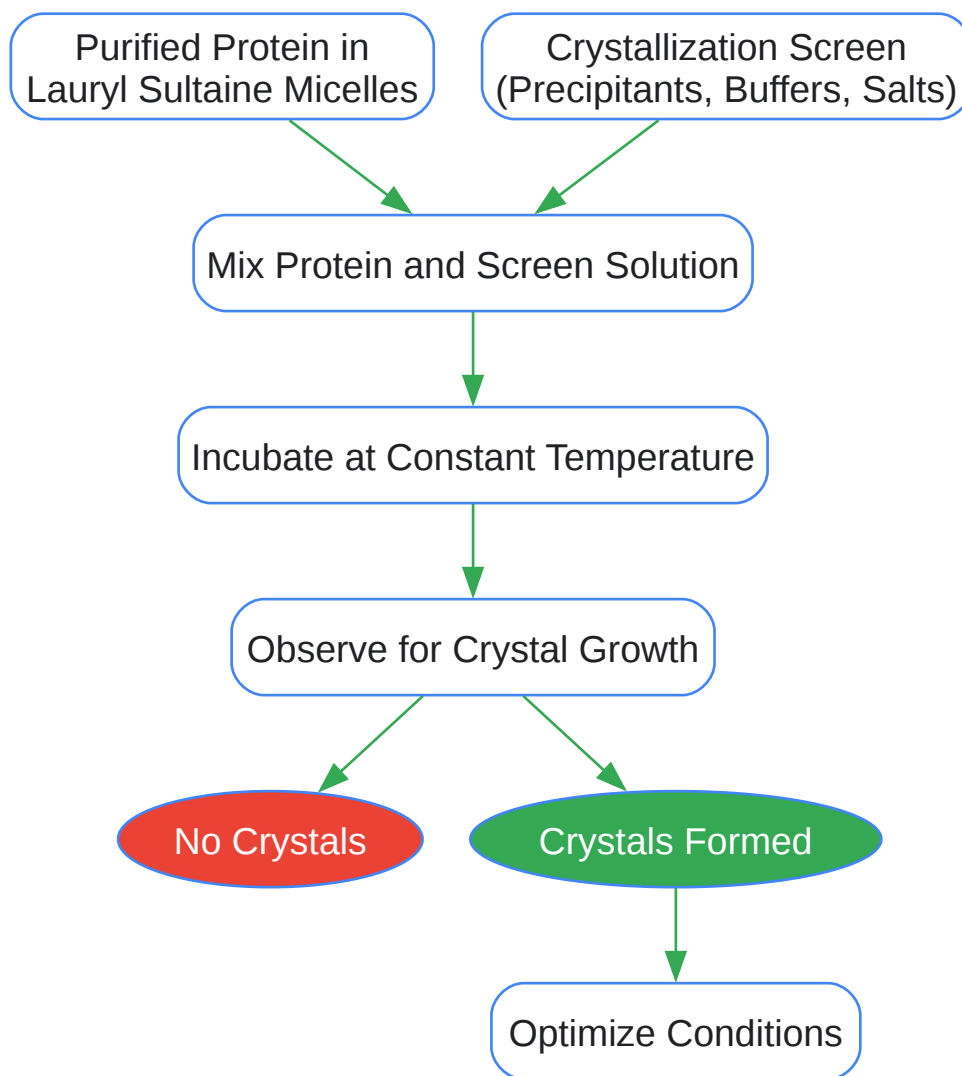 Purified Protein in
Lauryl Sultaine Micelles
Crystallization Screen
(Precipitants, Buffers, Salts)
Mix Protein and Screen Solution
Incubate at Constant Temperature
Observe for Crystal Growth
No Crystals
Crystals Formed
Optimize Conditions